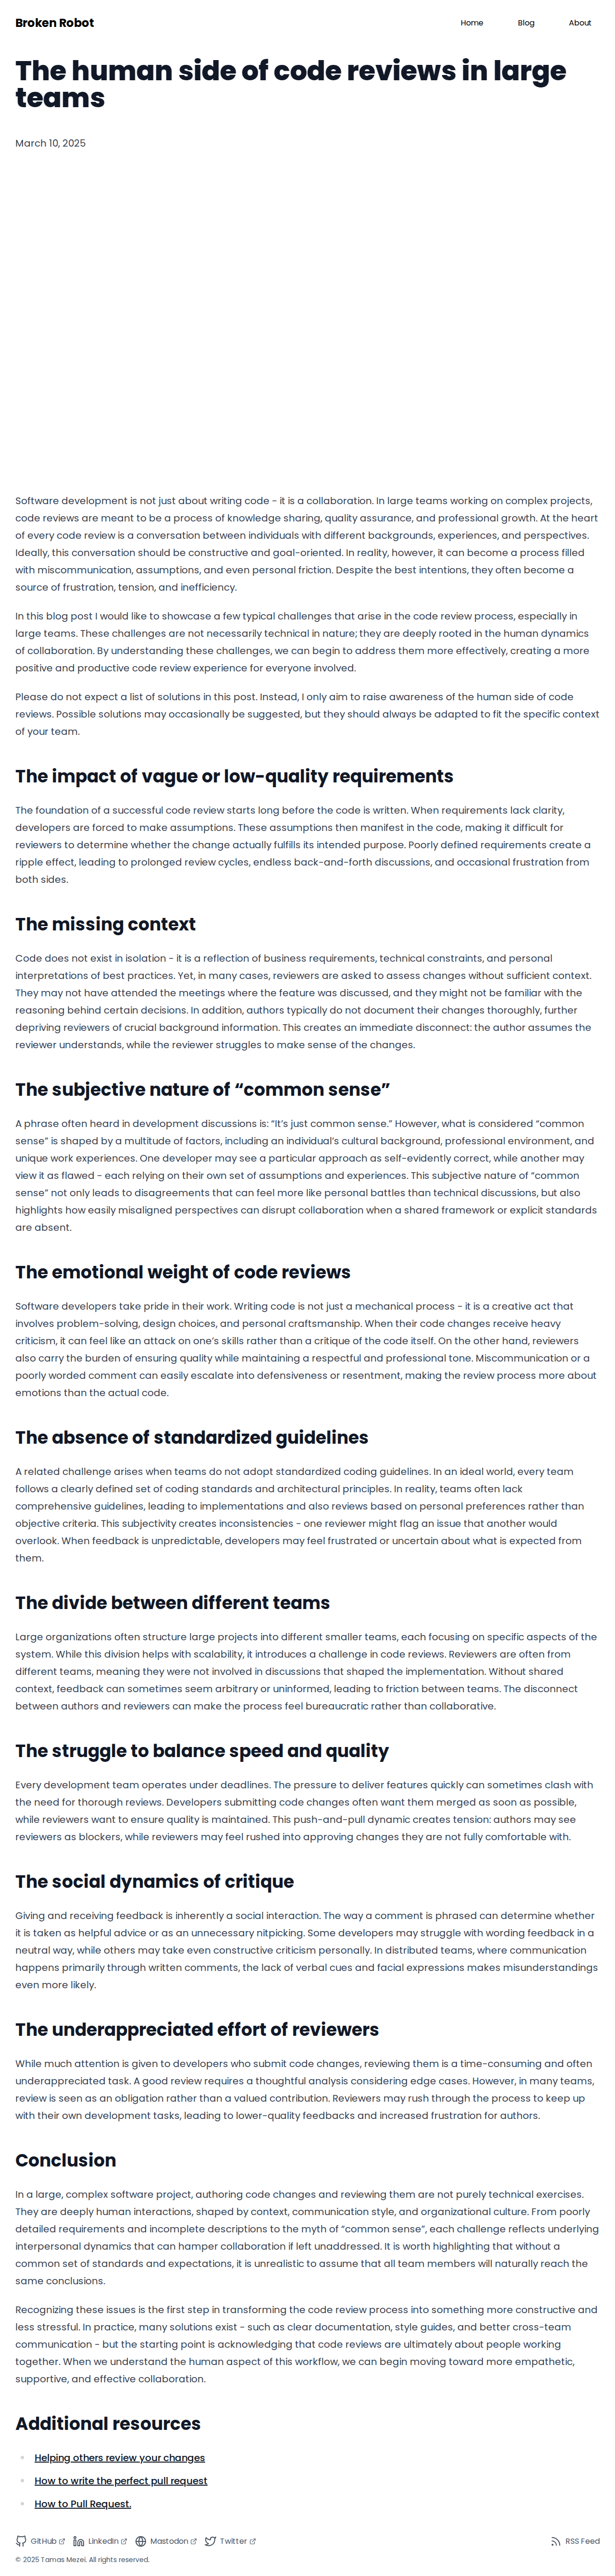 Broken Robot
Home Blog About
The human side of code reviews in large
teams
March 10, 2025
Software development is not just about writing code - it is a collaboration. In large teams working on complex projects,
code reviews are meant to be a process of knowledge sharing, quality assurance, and professional growth. At the heart
of every code review is a conversation between individuals with different backgrounds, experiences, and perspectives.
Ideally, this conversation should be constructive and goal-oriented. In reality, however, it can become a process filled
with miscommunication, assumptions, and even personal friction. Despite the best intentions, they often become a
source of frustration, tension, and inefficiency.
In this blog post I would like to showcase a few typical challenges that arise in the code review process, especially in
large teams. These challenges are not necessarily technical in nature; they are deeply rooted in the human dynamics
of collaboration. By understanding these challenges, we can begin to address them more effectively, creating a more
positive and productive code review experience for everyone involved.
Please do not expect a list of solutions in this post. Instead, I only aim to raise awareness of the human side of code
reviews. Possible solutions may occasionally be suggested, but they should always be adapted to fit the specific context
of your team.
The impact of vague or low-quality requirements
The foundation of a successful code review starts long before the code is written. When requirements lack clarity,
developers are forced to make assumptions. These assumptions then manifest in the code, making it difficult for
reviewers to determine whether the change actually fulfills its intended purpose. Poorly defined requirements create a
ripple effect, leading to prolonged review cycles, endless back-and-forth discussions, and occasional frustration from
both sides.
The missing context
Code does not exist in isolation - it is a reflection of business requirements, technical constraints, and personal
interpretations of best practices. Yet, in many cases, reviewers are asked to assess changes without sufficient context.
They may not have attended the meetings where the feature was discussed, and they might not be familiar with the
reasoning behind certain decisions. In addition, authors typically do not document their changes thoroughly, further
depriving reviewers of crucial background information. This creates an immediate disconnect: the author assumes the
reviewer understands, while the reviewer struggles to make sense of the changes.
The subjective nature of “common sense”
A phrase often heard in development discussions is: “It’s just common sense.” However, what is considered “common
sense” is shaped by a multitude of factors, including an individual’s cultural background, professional environment, and
unique work experiences. One developer may see a particular approach as self-evidently correct, while another may
view it as flawed - each relying on their own set of assumptions and experiences. This subjective nature of “common
sense” not only leads to disagreements that can feel more like personal battles than technical discussions, but also
highlights how easily misaligned perspectives can disrupt collaboration when a shared framework or explicit standards
are absent.
The emotional weight of code reviews
Software developers take pride in their work. Writing code is not just a mechanical process - it is a creative act that
involves problem-solving, design choices, and personal craftsmanship. When their code changes receive heavy
criticism, it can feel like an attack on one’s skills rather than a critique of the code itself. On the other hand, reviewers
also carry the burden of ensuring quality while maintaining a respectful and professional tone. Miscommunication or a
poorly worded comment can easily escalate into defensiveness or resentment, making the review process more about
emotions than the actual code.
The absence of standardized guidelines
A related challenge arises when teams do not adopt standardized coding guidelines. In an ideal world, every team
follows a clearly defined set of coding standards and architectural principles. In reality, teams often lack
comprehensive guidelines, leading to implementations and also reviews based on personal preferences rather than
objective criteria. This subjectivity creates inconsistencies - one reviewer might flag an issue that another would
overlook. When feedback is unpredictable, developers may feel frustrated or uncertain about what is expected from
them.
The divide between different teams
Large organizations often structure large projects into different smaller teams, each focusing on specific aspects of the
system. While this division helps with scalability, it introduces a challenge in code reviews. Reviewers are often from
different teams, meaning they were not involved in discussions that shaped the implementation. Without shared
context, feedback can sometimes seem arbitrary or uninformed, leading to friction between teams. The disconnect
between authors and reviewers can make the process feel bureaucratic rather than collaborative.
The struggle to balance speed and quality
Every development team operates under deadlines. The pressure to deliver features quickly can sometimes clash with
the need for thorough reviews. Developers submitting code changes often want them merged as soon as possible,
while reviewers want to ensure quality is maintained. This push-and-pull dynamic creates tension: authors may see
reviewers as blockers, while reviewers may feel rushed into approving changes they are not fully comfortable with.
The social dynamics of critique
Giving and receiving feedback is inherently a social interaction. The way a comment is phrased can determine whether
it is taken as helpful advice or as an unnecessary nitpicking. Some developers may struggle with wording feedback in a
neutral way, while others may take even constructive criticism personally. In distributed teams, where communication
happens primarily through written comments, the lack of verbal cues and facial expressions makes misunderstandings
even more likely.
The underappreciated effort of reviewers
While much attention is given to developers who submit code changes, reviewing them is a time-consuming and often
underappreciated task. A good review requires a thoughtful analysis considering edge cases. However, in many teams,
review is seen as an obligation rather than a valued contribution. Reviewers may rush through the process to keep up
with their own development tasks, leading to lower-quality feedbacks and increased frustration for authors.
Conclusion
In a large, complex software project, authoring code changes and reviewing them are not purely technical exercises.
They are deeply human interactions, shaped by context, communication style, and organizational culture. From poorly
detailed requirements and incomplete descriptions to the myth of “common sense”, each challenge reflects underlying
interpersonal dynamics that can hamper collaboration if left unaddressed. It is worth highlighting that without a
common set of standards and expectations, it is unrealistic to assume that all team members will naturally reach the
same conclusions.
Recognizing these issues is the first step in transforming the code review process into something more constructive and
less stressful. In practice, many solutions exist - such as clear documentation, style guides, and better cross-team
communication - but the starting point is acknowledging that code reviews are ultimately about people working
together. When we understand the human aspect of this workflow, we can begin moving toward more empathetic,
supportive, and effective collaboration.
Additional resources
Helping others review your changes
How to write the perfect pull request
How to Pull Request.
GitHub LinkedIn Mastodon Twitter RSS Feed
© 2025 Tamas Mezei. All rights reserved.